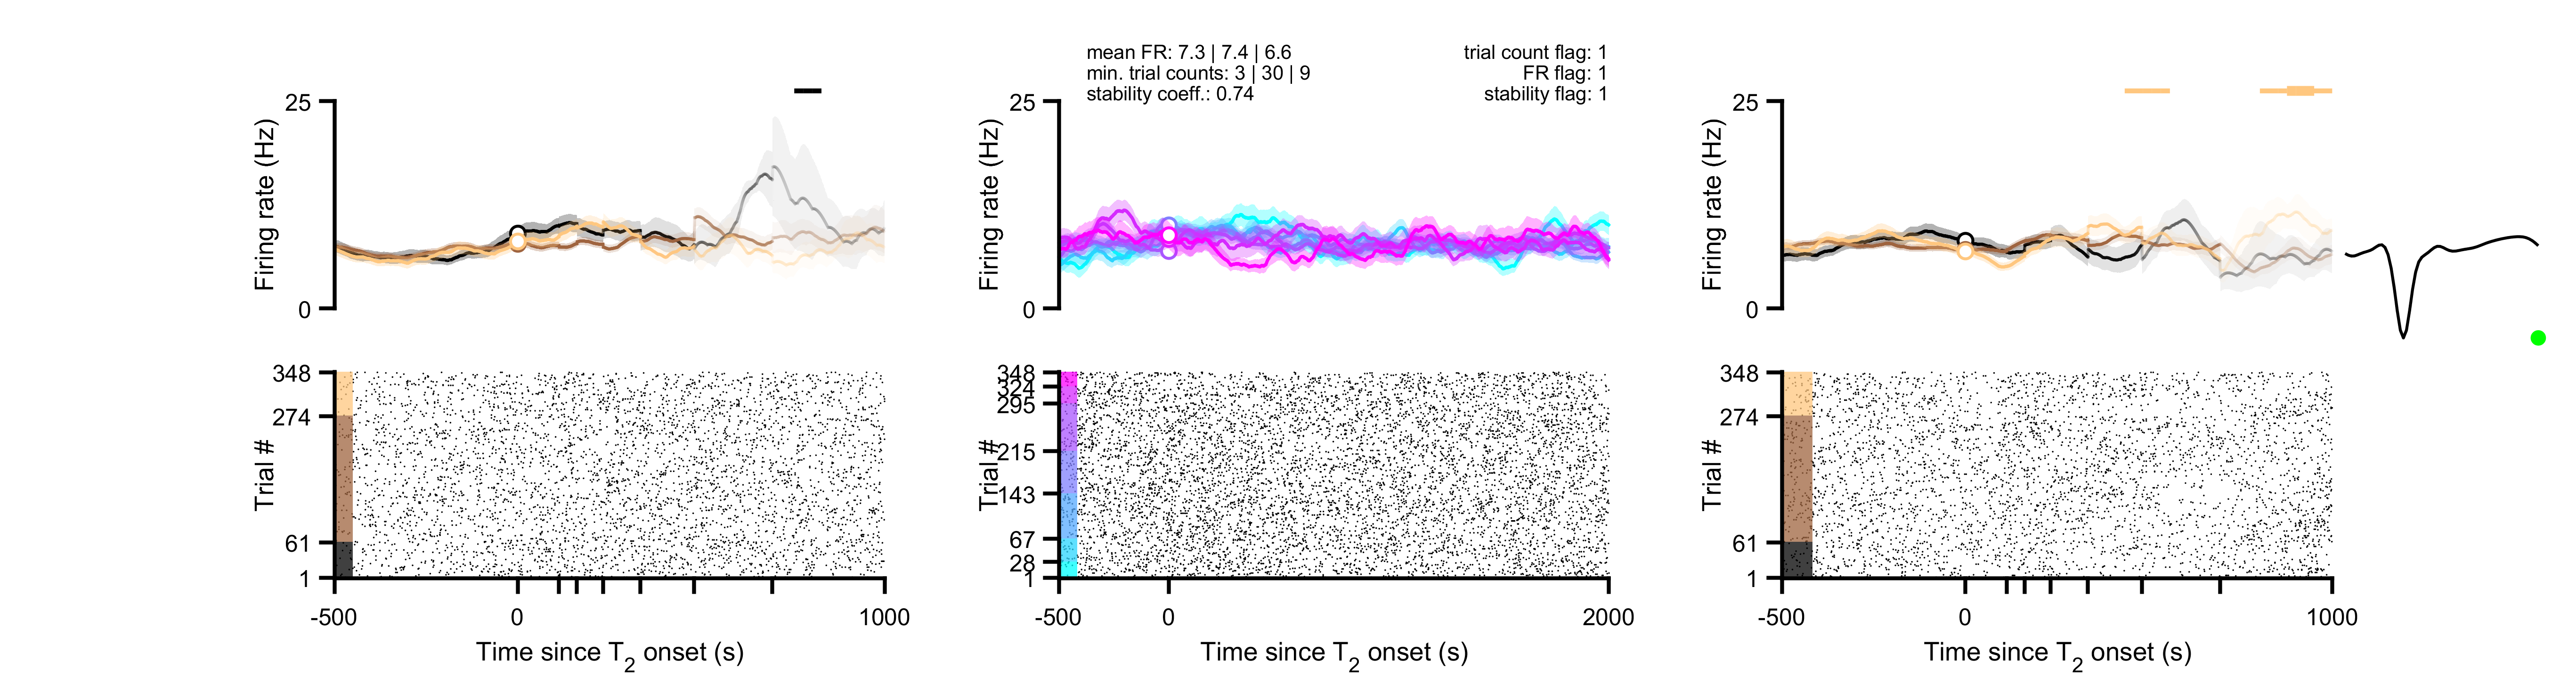 mean FR: 7.3 | 7.4 | 6.6
min. trial counts: 3 | 30 | 9
stability coeff.: 0.74
trial count flag: 1
FR flag: 1
stability flag: 1
25
0
Firing rate (Hz)
25
0
Firing rate (Hz)
25
0
Firing rate (Hz)
348
274
61
1
Trial #
-500
0
1000
Time since T2 onset (s)
348
324
295
215
143
67
28
1
Trial #
-500
0
2000
Time since T2 onset (s)
348
274
61
1
Trial #
-500
0
1000
Time since T2 onset (s)